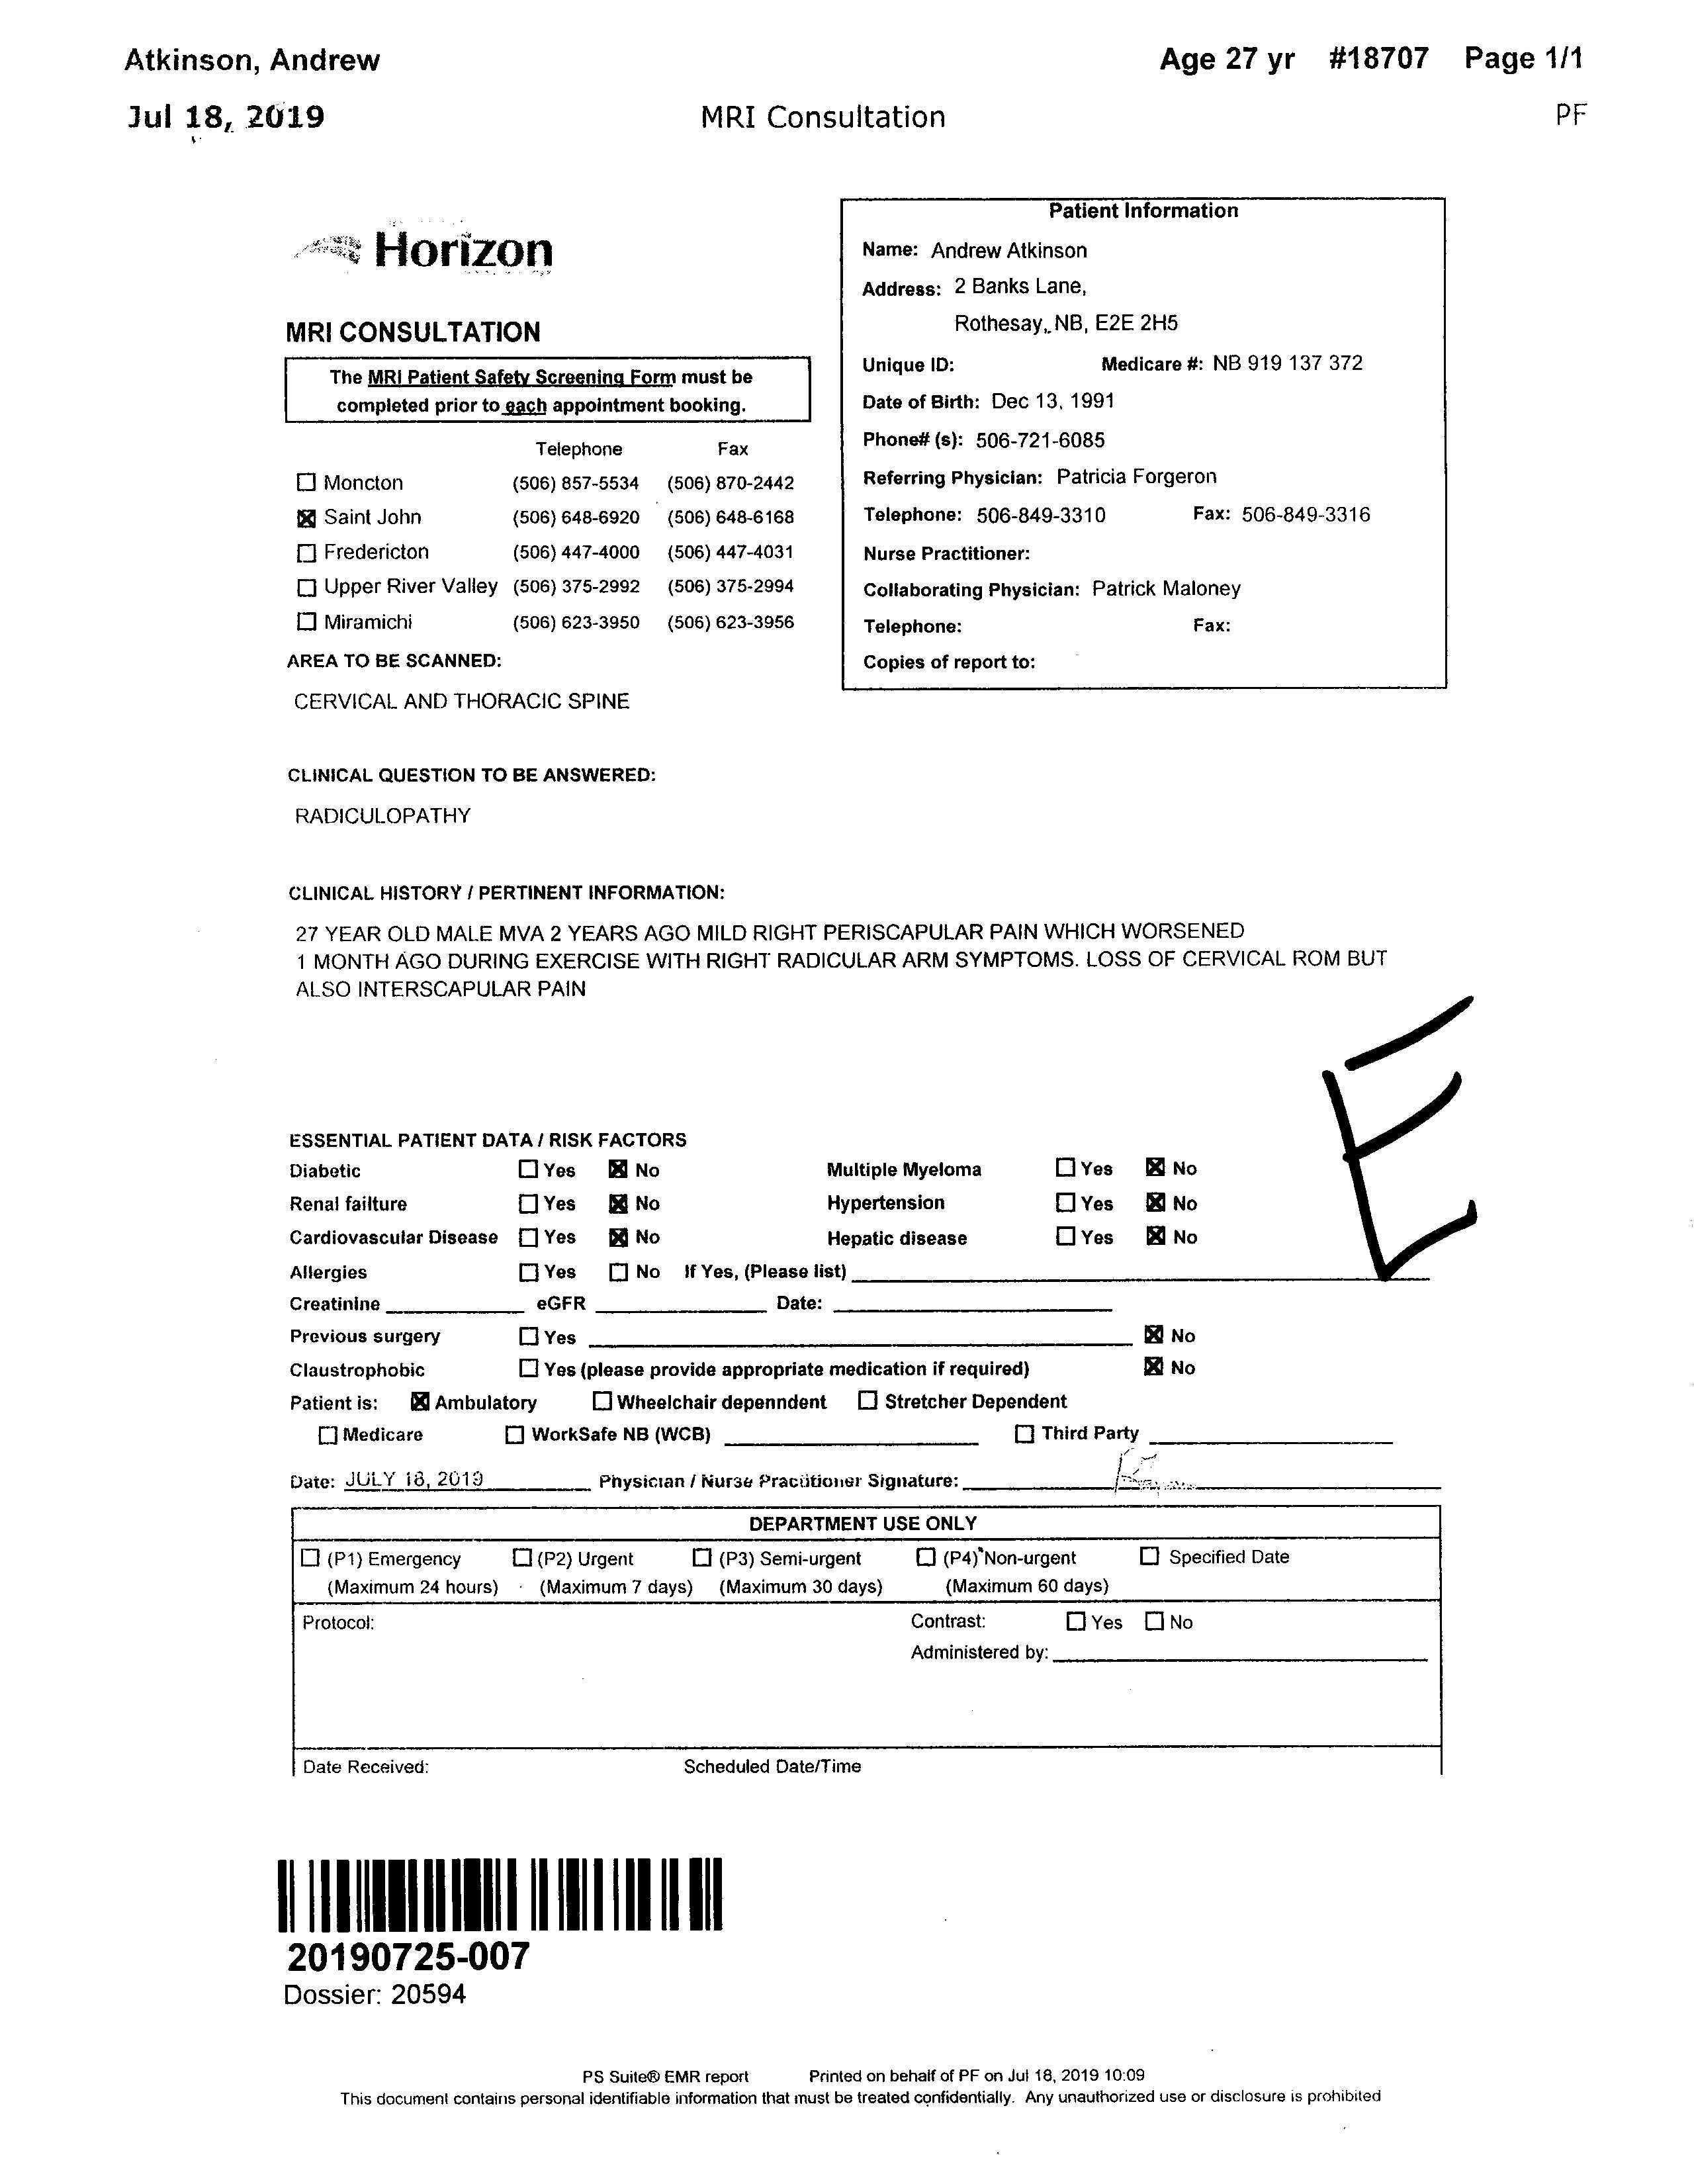 Atkinson, Andrew Age 27 yr #18707 Page 1/1
Jul 18, 2019 MRI Consultation PF
Horizon
MRI CONSULTATION
The MRI Patient Safety Screening Form must be
completed prior to each appointment booking.
Telephone Fax
☐ Moncton (506) 857-5534 (506) 870-2442
☒ Saint John (506) 648-6920 (506) 648-6168
☐ Fredericton (506) 447-4000 (506) 447-4031
☐ Upper River Valley (506) 375-2992 (506) 375-2994
☐ Miramichi (506) 623-3950 (506) 623-3956
Patient Information
Name: Andrew Atkinson
Address: 2 Banks Lane,
Rothesay, NB, E2E 2H5
Unique ID: Medicare #: NB 919 137 372
Date of Birth: Dec 13, 1991
Phone# (s): 506-721-6085
Referring Physician: Patricia Forgeron
Telephone: 506-849-3310 Fax: 506-849-3316
Nurse Practitioner:
Collaborating Physician: Patrick Maloney
Telephone: Fax:
Copies of report to:
AREA TO BE SCANNED:
CERVICAL AND THORACIC SPINE
CLINICAL QUESTION TO BE ANSWERED:
RADICULOPATHY
CLINICAL HISTORY / PERTINENT INFORMATION:
27 YEAR OLD MALE MVA 2 YEARS AGO MILD RIGHT PERISCAPULAR PAIN WHICH WORSENED
1 MONTH AGO DURING EXERCISE WITH RIGHT RADICULAR ARM SYMPTOMS. LOSS OF CERVICAL ROM BUT
ALSO INTERSCAPULAR PAIN
E
ESSENTIAL PATIENT DATA / RISK FACTORS
Diabetic ☐ Yes ☒ No Multiple Myeloma ☐ Yes ☒ No
Renal failture ☐ Yes ☒ No Hypertension ☐ Yes ☒ No
Cardiovascular Disease ☐ Yes ☒ No Hepatic disease ☐ Yes ☒ No
Allergies ☐ Yes ☐ No If Yes, (Please list)
Creatinine eGFR Date:
Previous surgery ☐ Yes ☒ No
Claustrophobic ☐ Yes (please provide appropriate medication if required) ☒ No
Patient is: ☒ Ambulatory ☐ Wheelchair depenndent ☐ Stretcher Dependent
☐ Medicare ☐ WorkSafe NB (WCB) ☐ Third Party
Date: JULY 18, 2019 Physician / Nurse Practitioner Signature:
DEPARTMENT USE ONLY
☐ (P1) Emergency ☐ (P2) Urgent ☐ (P3) Semi-urgent ☐ (P4) Non-urgent ☐ Specified Date
(Maximum 24 hours) (Maximum 7 days) (Maximum 30 days) (Maximum 60 days)
Protocol: Contrast: ☐ Yes ☐ No
Administered by:
Date Received: Scheduled Date/Time
20190725-007
Dossier: 20594
PS Suite® EMR report Printed on behalf of PF on Jul 18, 2019 10:09
This document contains personal identifiable information that must be treated confidentially. Any unauthorized use or disclosure is prohibited